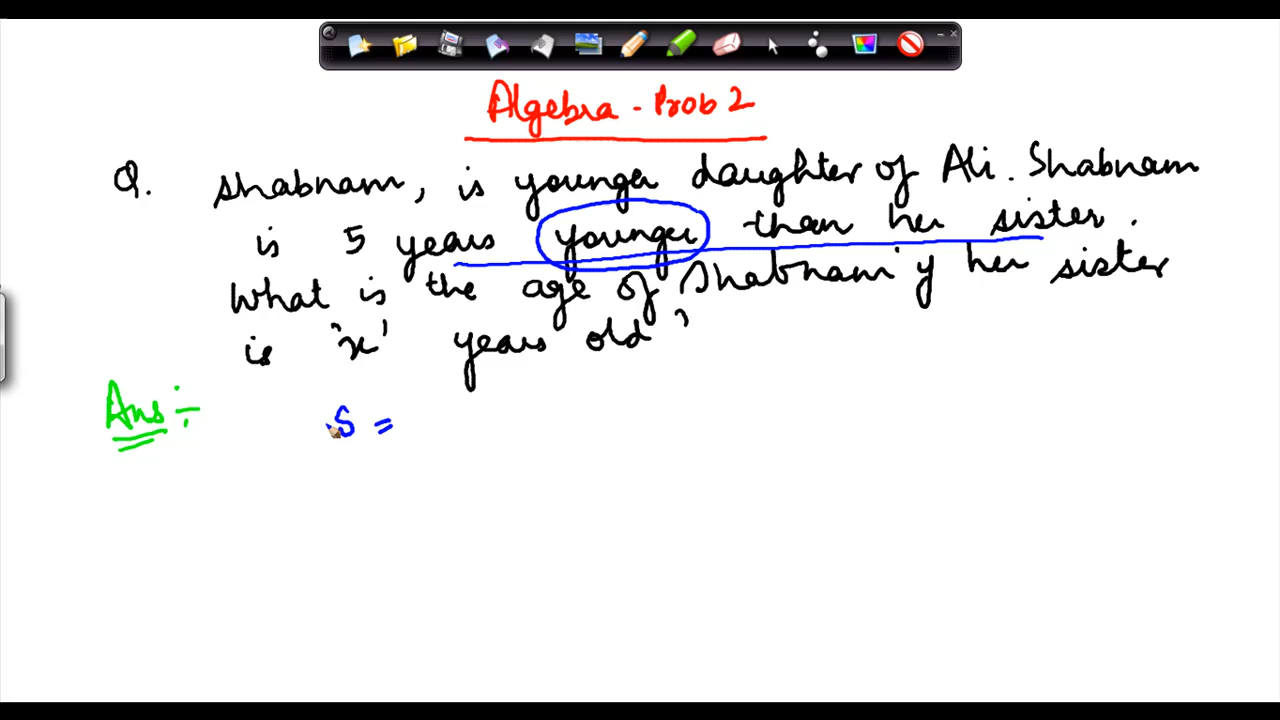 Algebra - Prob 2
Q. Shabnam, is younger daughter of Ali. Shabnam
is 5 years younger than her sister.
What is the age of Shabnam if her sister
is 'x' years old?
Ans :-
S =